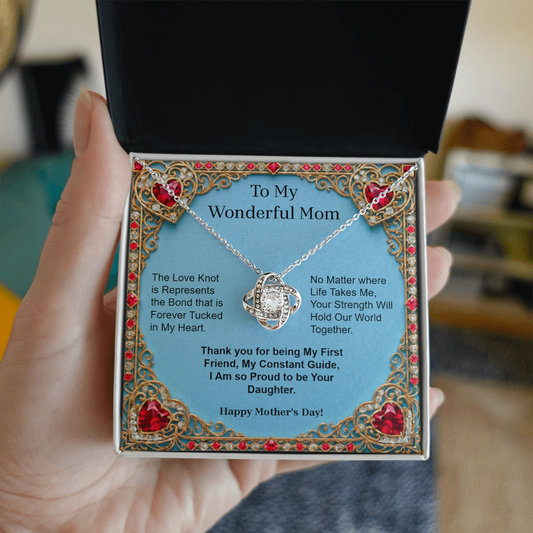 To My
Wonderful Mom
The Love Knot
is Represents
the Bond that is
Forever Tucked
in My Heart.
No Matter where
Life Takes Me,
Your Strength Will
Hold Our World
Together.
Thank you for being My First
Friend, My Constant Guide,
I Am so Proud to be Your
Daughter.
Happy Mother's Day!